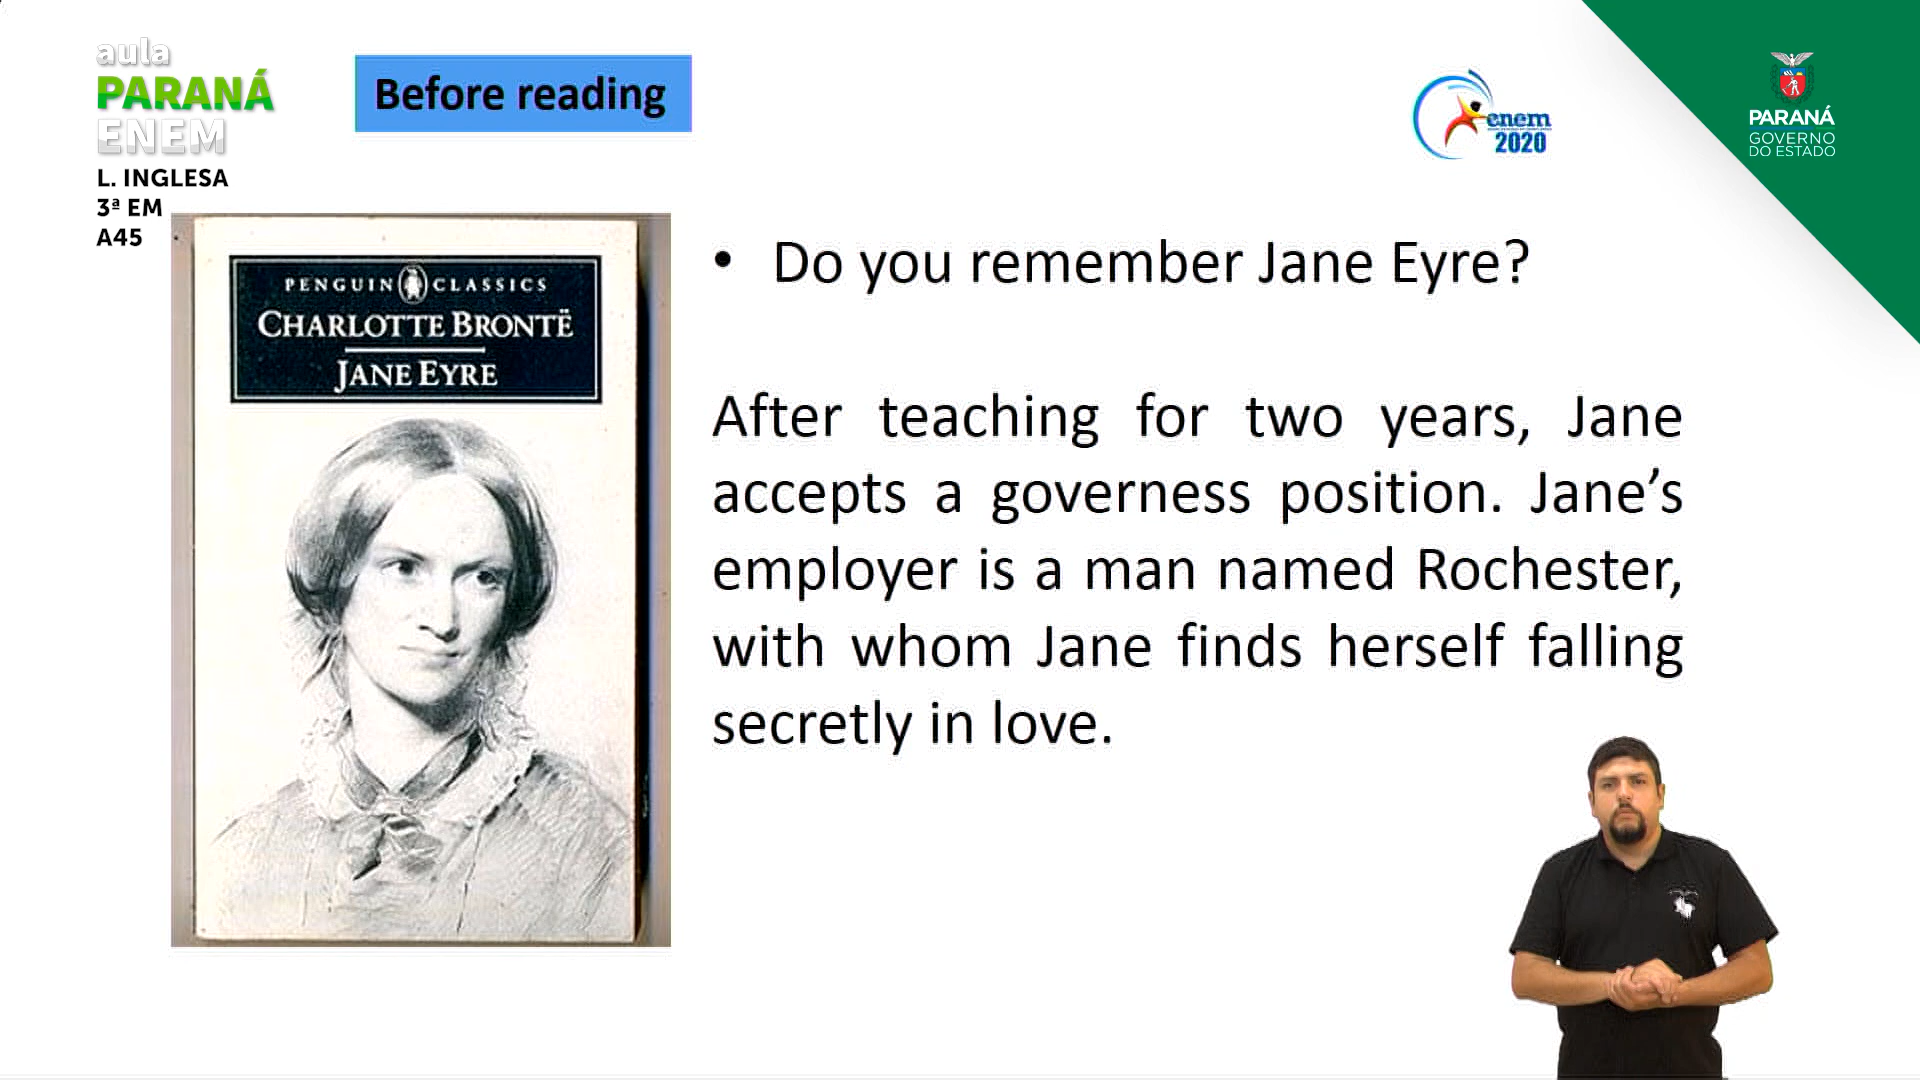 aula
PARANÁ
ENEM
L. INGLESA
3ª EM
A45
Before reading
enem
2020
PARANÁ
GOVERNO
DO ESTADO
PENGUIN CLASSICS
CHARLOTTE BRONTË
JANE EYRE
• Do you remember Jane Eyre?
After teaching for two years, Jane
accepts a governess position. Jane’s
employer is a man named Rochester,
with whom Jane finds herself falling
secretly in love.